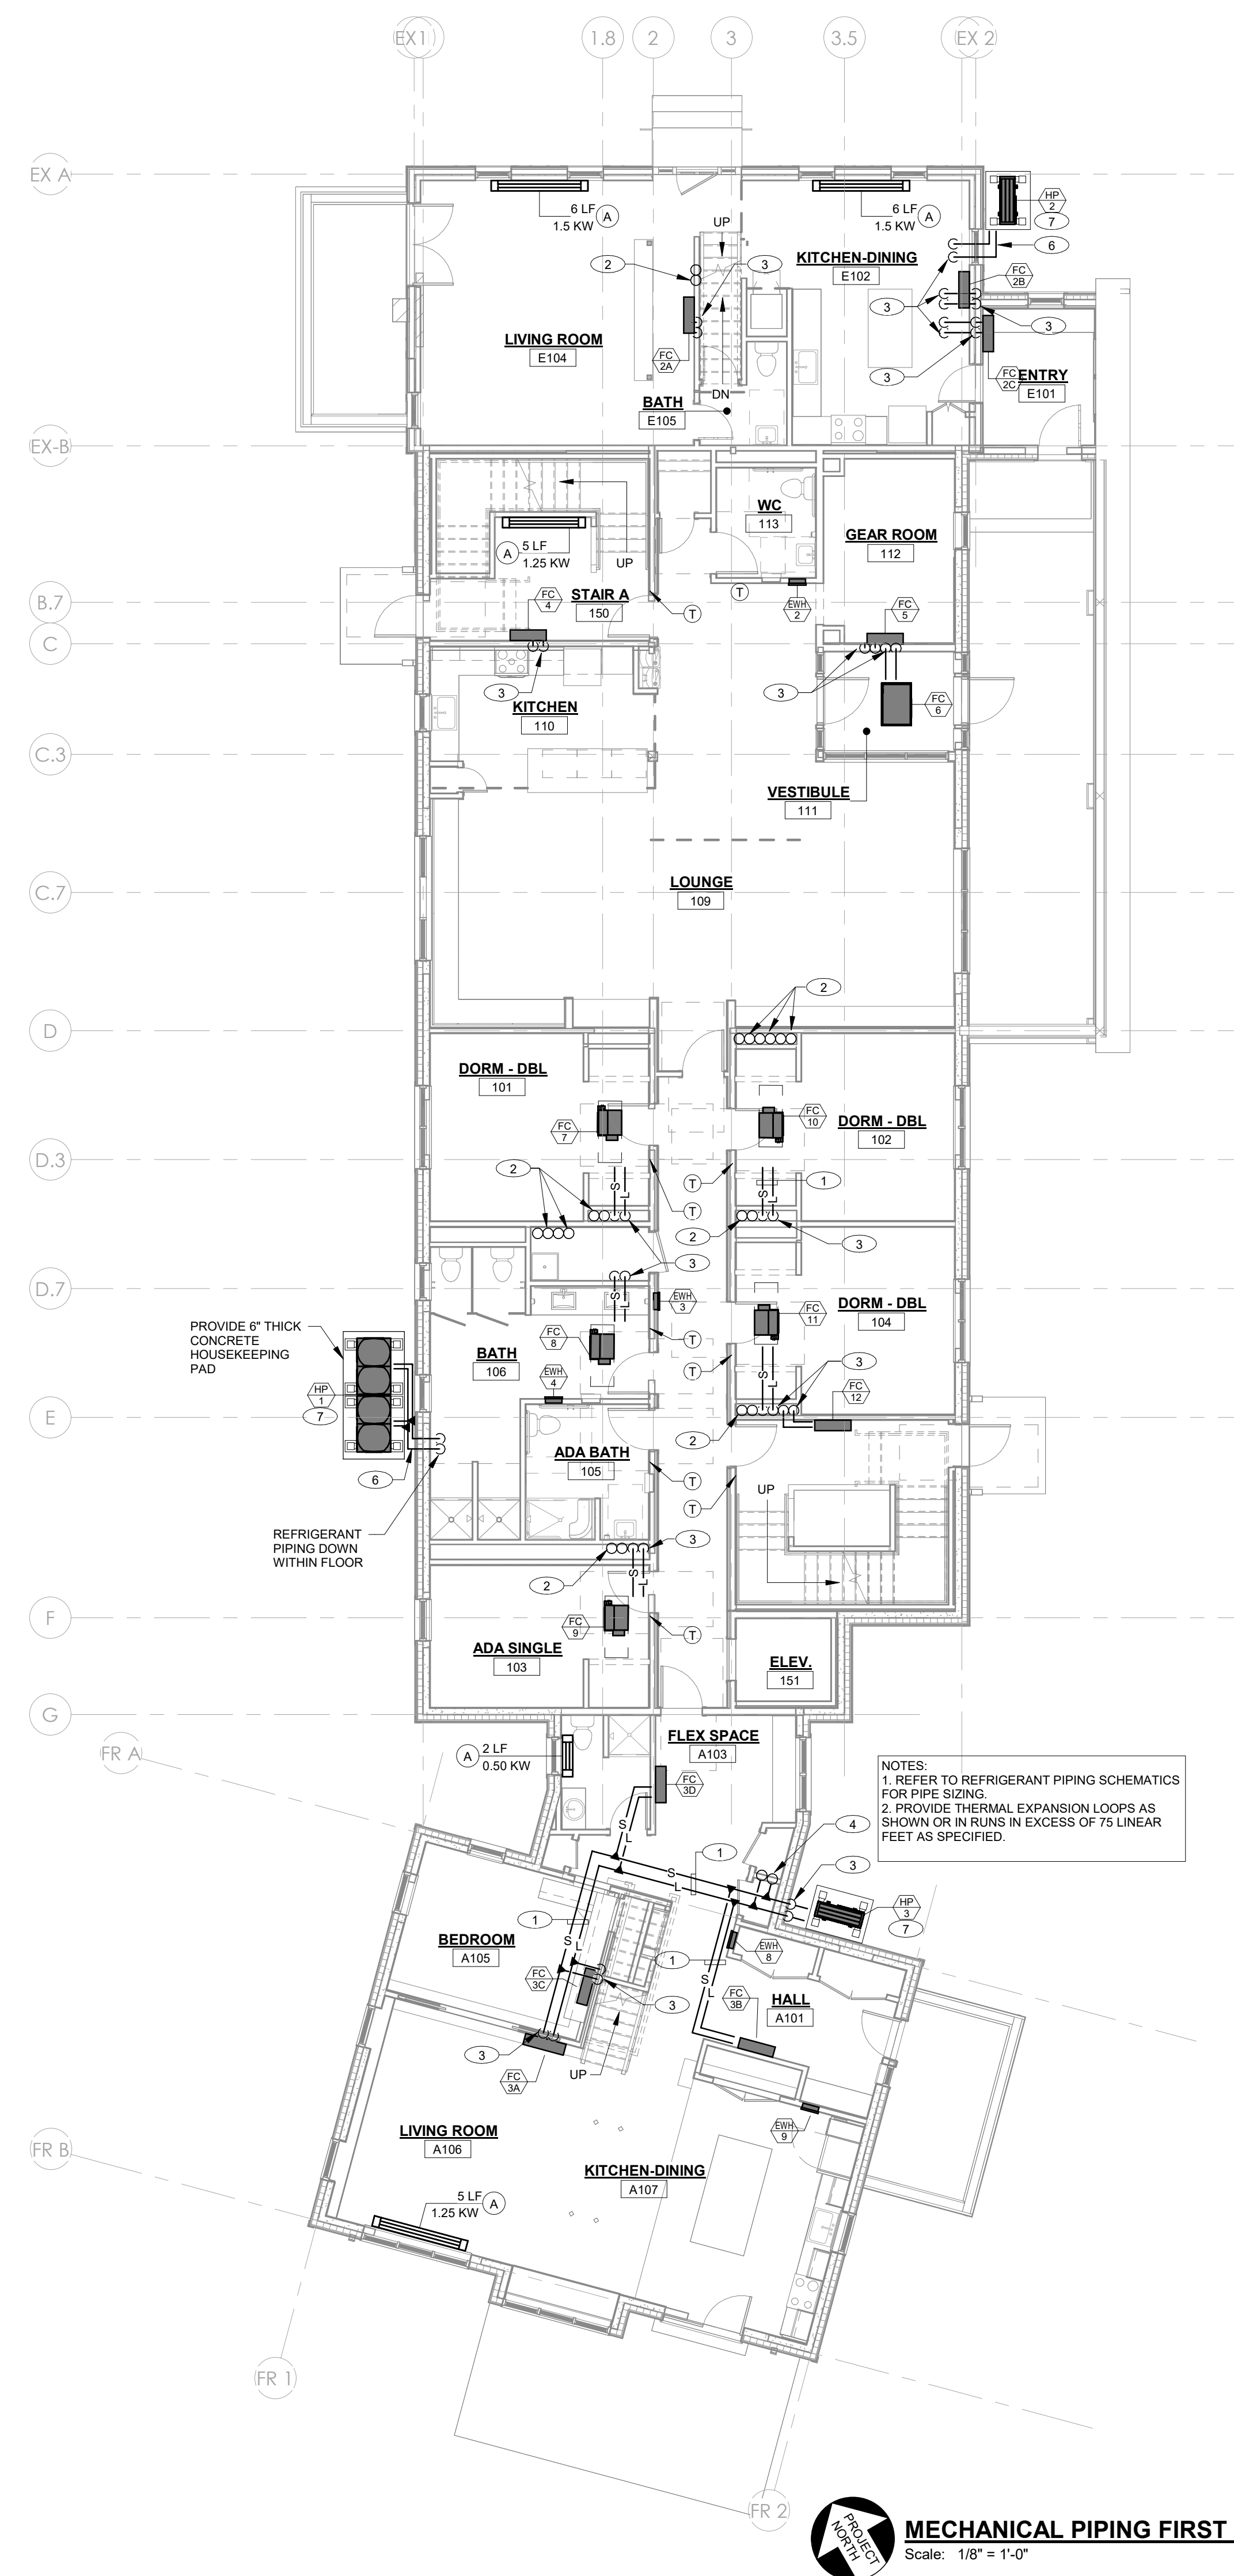 EX1
1.8
2
3
3.5
EX 2
EX A
6 LF
1.5 KW
A
6 LF
1.5 KW
A
HP
2
7
UP
6
2
3
KITCHEN-DINING
E102
FC
2B
3
3
LIVING ROOM
E104
FC
2A
3
FC
2C
ENTRY
E101
DN
BATH
E105
EX-B
WC
113
GEAR ROOM
112
A
5 LF
1.25 KW
UP
B.7
FC
4
STAIR A
150
T
T
EWH
2
FC
5
C
3
3
KITCHEN
110
FC
6
C.3
VESTIBULE
111
C.7
LOUNGE
109
2
D
DORM - DBL
101
FC
7
FC
10
DORM - DBL
102
D.3
2
S
L
T
T
S
L
1
2
3
3
D.7
EWH
3
S
L
FC
11
DORM - DBL
104
PROVIDE 6" THICK
CONCRETE
HOUSEKEEPING
PAD
FC
8
T
BATH
106
T
S
L
3
EWH
4
HP
1
7
FC
12
E
2
ADA BATH
105
6
T
UP
T
REFRIGERANT
PIPING DOWN
WITHIN FLOOR
3
S
L
2
F
FC
9
T
ADA SINGLE
103
ELEV.
151
G
FLEX SPACE
A103
FR A
A
2 LF
0.50 KW
FC
3D
NOTES:
1. REFER TO REFRIGERANT PIPING SCHEMATICS
FOR PIPE SIZING.
2. PROVIDE THERMAL EXPANSION LOOPS AS
SHOWN OR IN RUNS IN EXCESS OF 75 LINEAR
FEET AS SPECIFIED.
S
L
4
1
S
L
3
HP
3
7
1
BEDROOM
A105
S
L
EWH
8
1
FC
3C
S
L
3
FC
3B
HALL
A101
3
FC
3A
UP
LIVING ROOM
A106
EWH
9
FR B
KITCHEN-DINING
A107
5 LF
1.25 KW
A
FR 1
FR 2
PROJECT
NORTH
MECHANICAL PIPING FIRST
Scale: 1/8" = 1'-0"